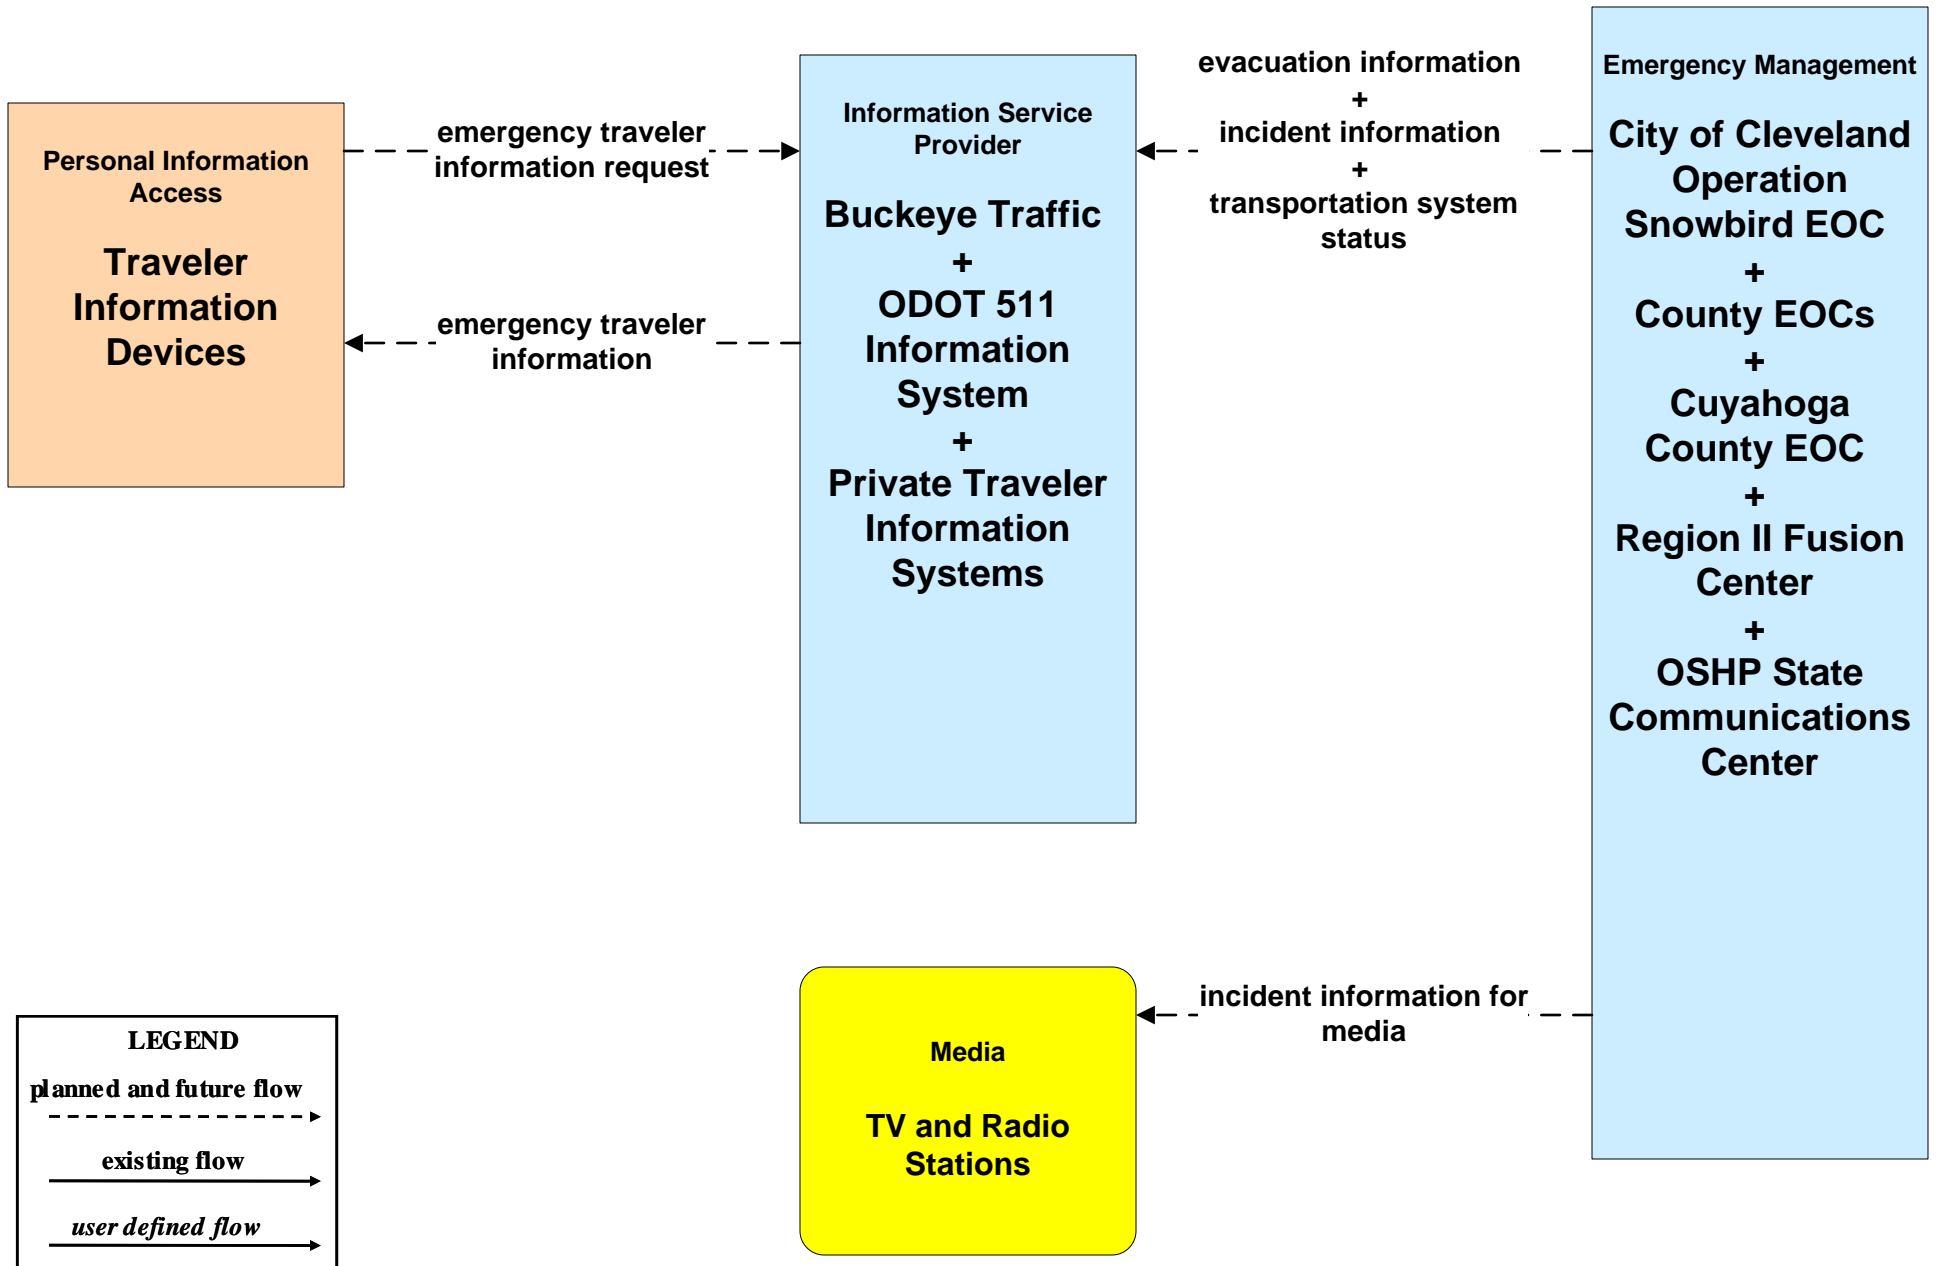 Personal Information
Access
Traveler
Information
Devices
emergency traveler
information request
emergency traveler
information
Information Service
Provider
Buckeye Traffic
+
ODOT 511
Information
System
+
Private Traveler
Information
Systems
evacuation information
+
incident information
+
transportation system
status
Emergency Management
City of Cleveland
Operation
Snowbird EOC
+
County EOCs
+
Cuyahoga
County EOC
+
Region II Fusion
Center
+
OSHP State
Communications
Center
incident information for
media
Media
TV and Radio
Stations
LEGEND
planned and future flow
existing flow
user defined flow